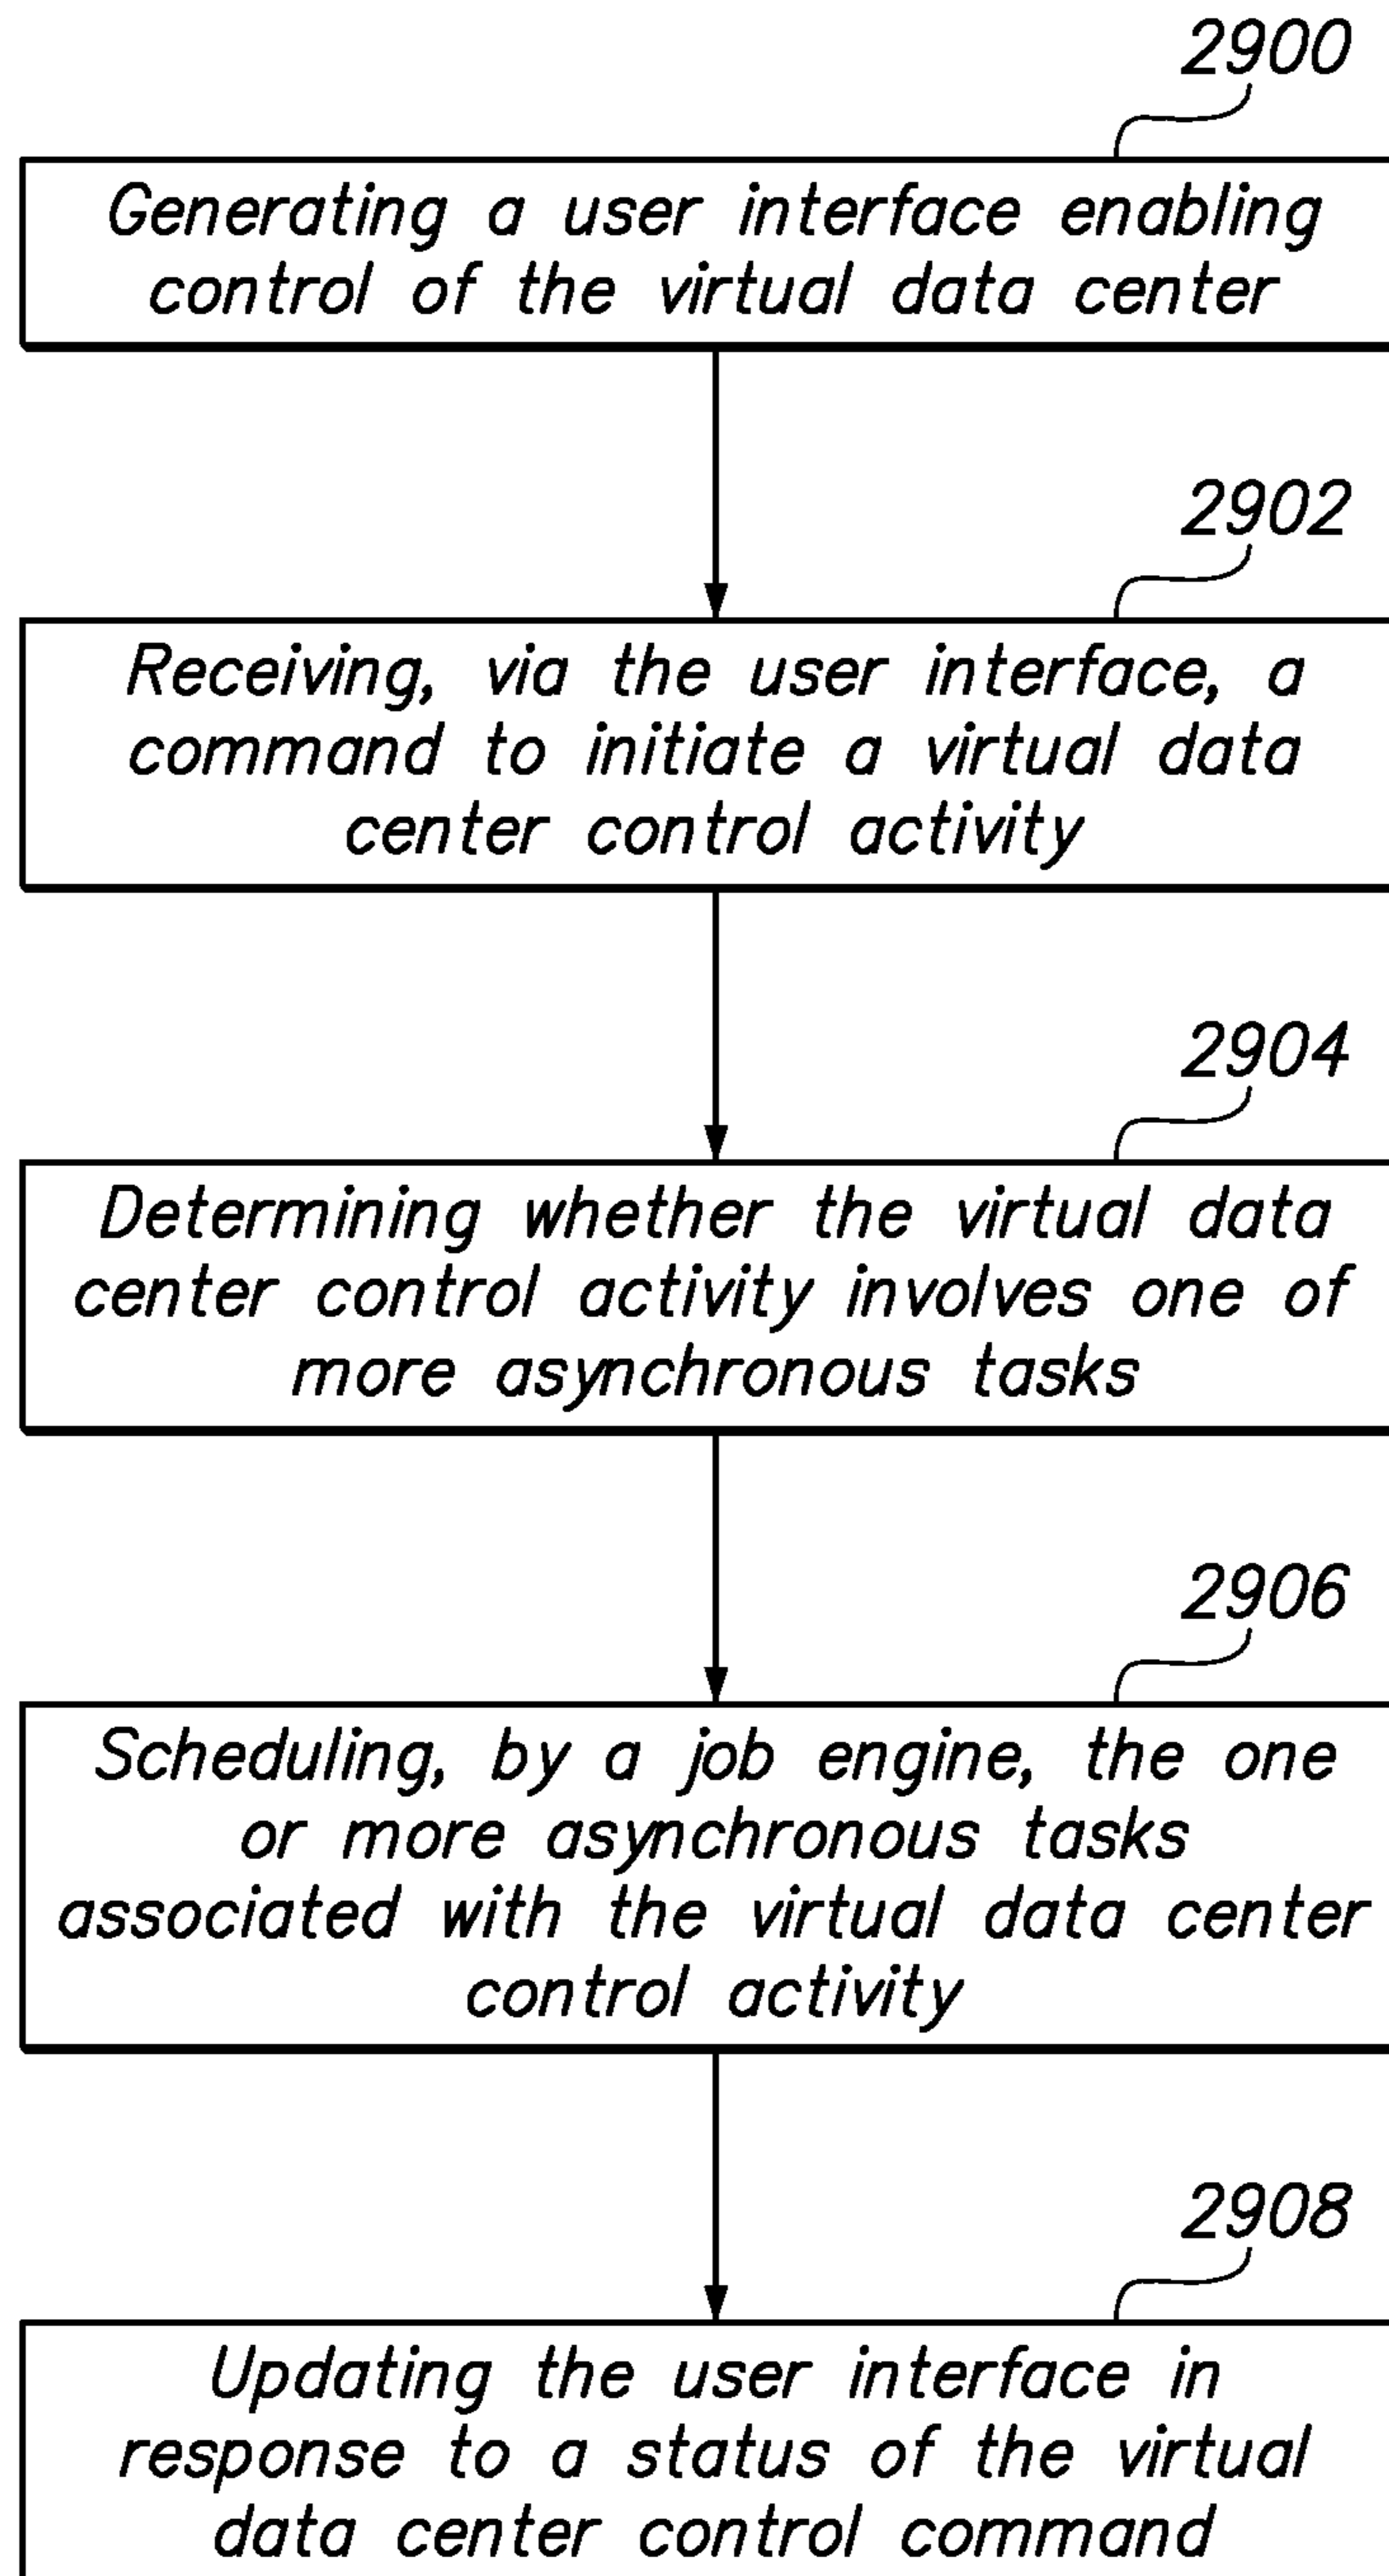 2900
Generating a user interface enabling
control of the virtual data center
2902
Receiving, via the user interface, a
command to initiate a virtual data
center control activity
2904
Determining whether the virtual data
center control activity involves one of
more asynchronous tasks
2906
Scheduling, by a job engine, the one
or more asynchronous tasks
associated with the virtual data center
control activity
2908
Updating the user interface in
response to a status of the virtual
data center control command